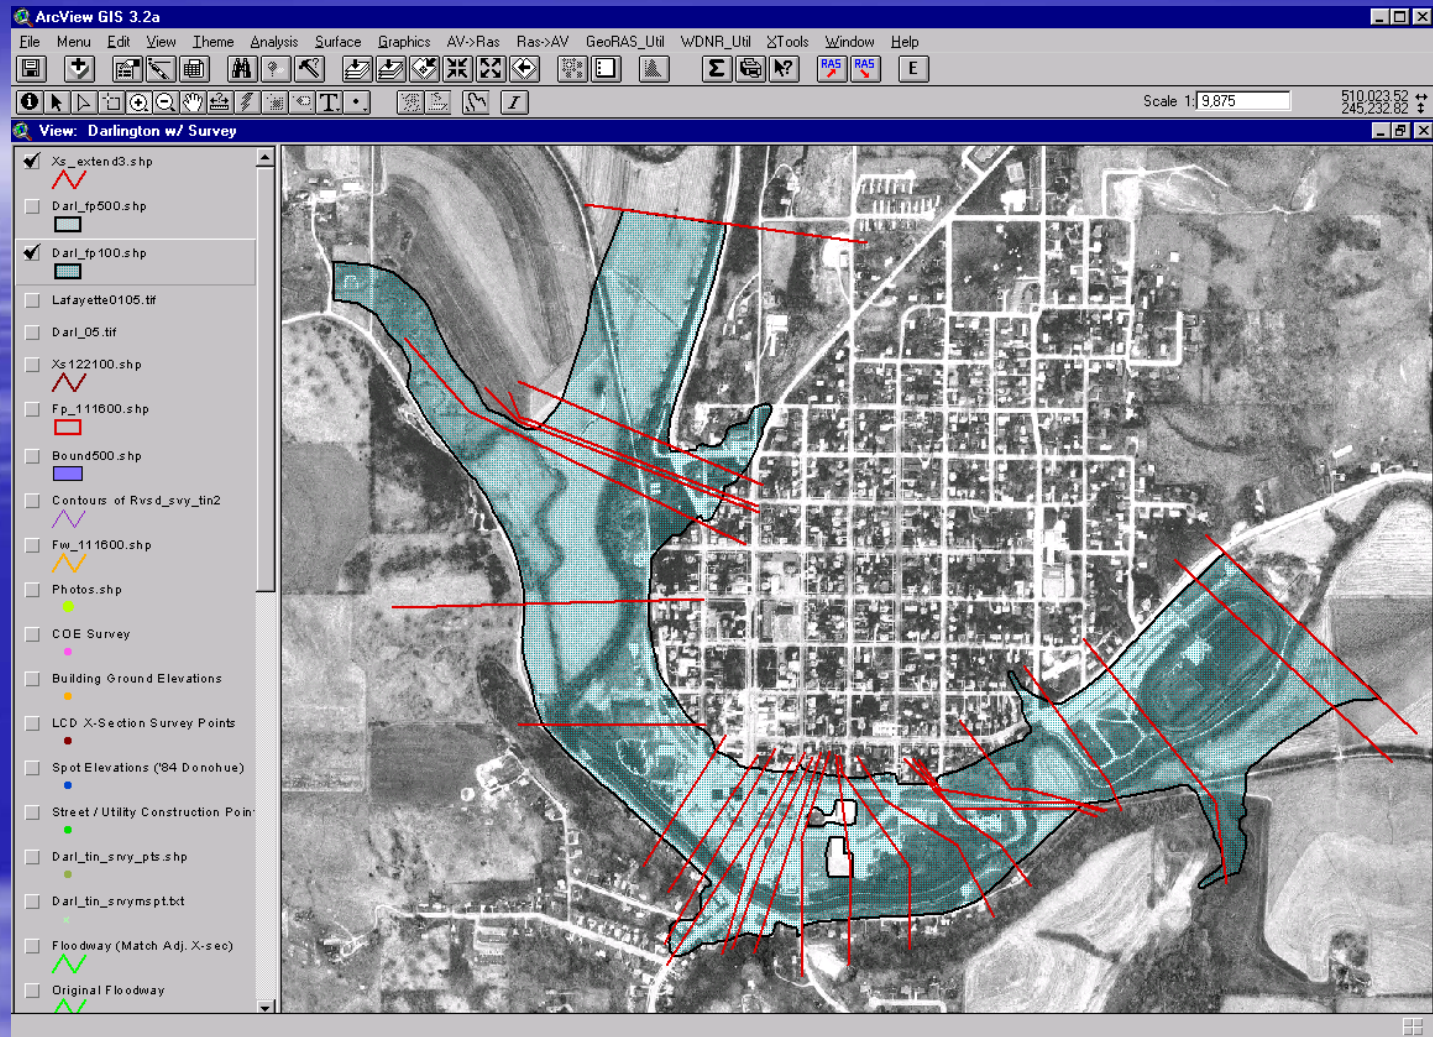 ArcView GIS 3.2a
File Menu Edit View Theme Analysis Surface Graphics AV->Ras Ras->AV GeoRAS_Util WDNR_Util XTools Window Help
RAS RAS E
T I Scale 1: 9,875 510,023.52
245,232.82
View: Darlington w/ Survey
Xs_extend3.shp
Darl_fp500.shp
Darl_fp100.shp
Lafayette0105.tif
Darl_05.tif
Xs122100.shp
Fp_111600.shp
Bound500.shp
Contours of Rvsd_svy_tin2
Fw_111600.shp
Photos.shp
COE Survey
Building Ground Elevations
LCD X-Section Survey Points
Spot Elevations ('84 Donohue)
Street / Utility Construction Poin
Darl_tin_srvy_pts.shp
Darl_tin_srvymspt.txt
Floodway (Match Adj. X-sec)
Original Floodway